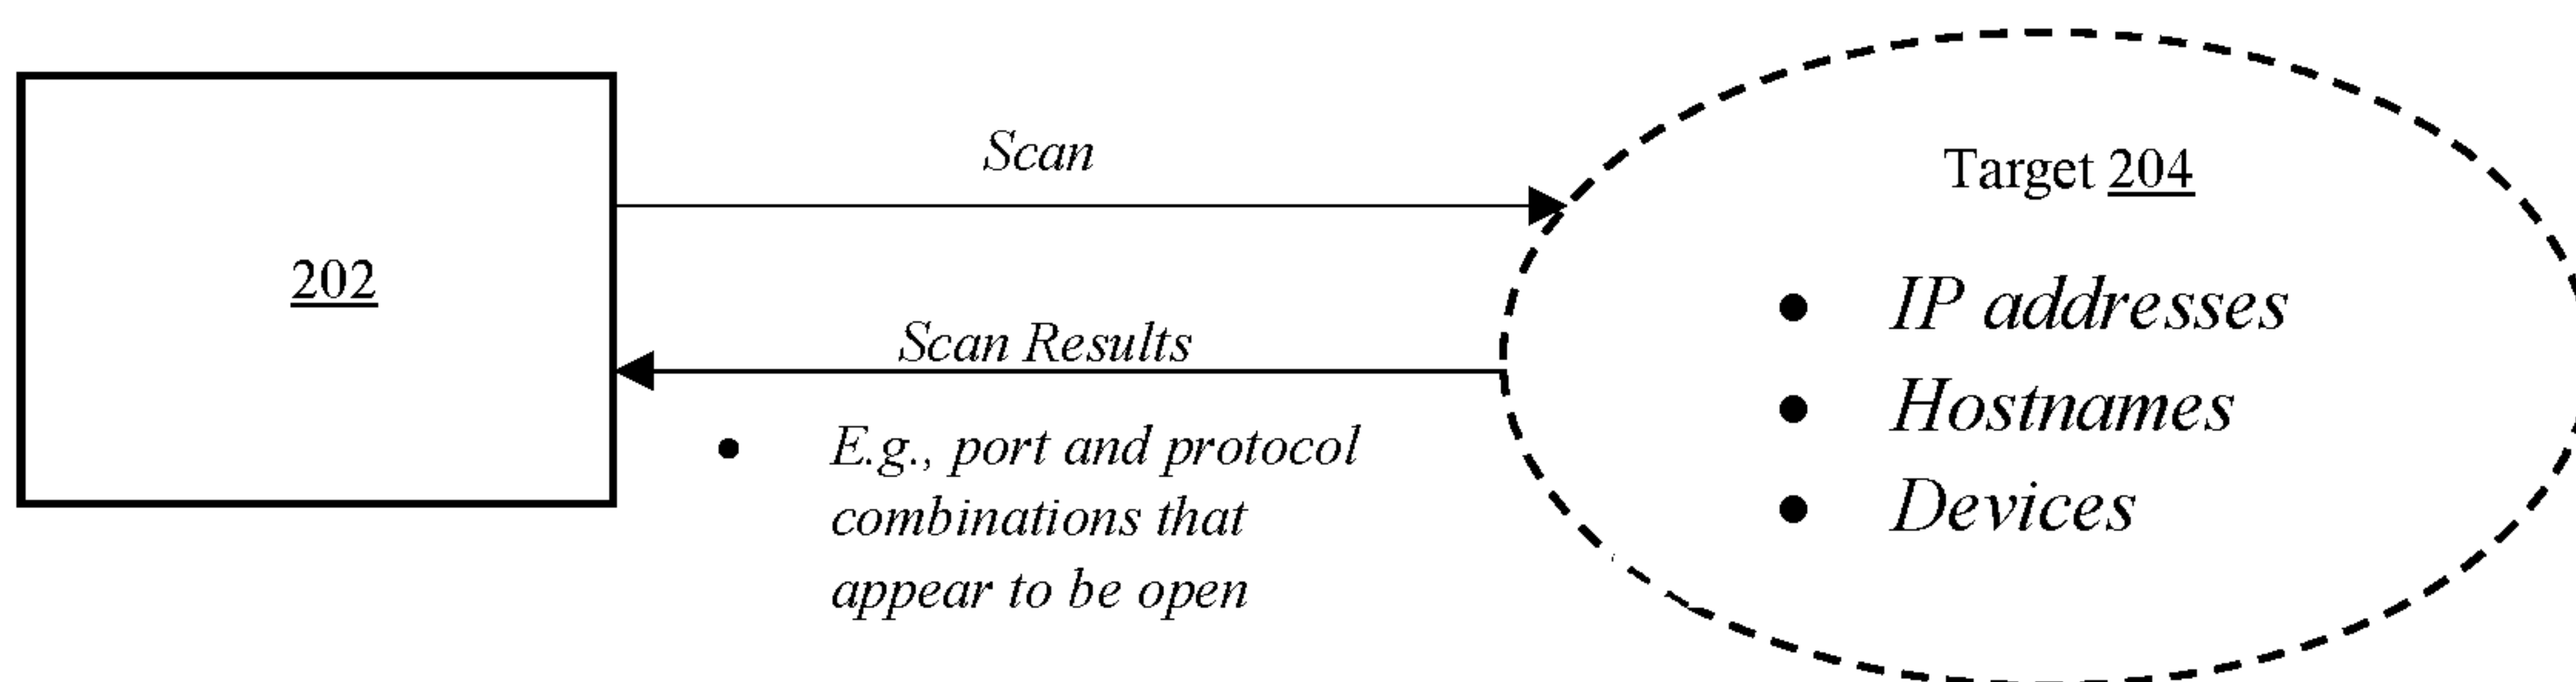 202
Scan
Scan Results
• E.g., port and protocol
combinations that
appear to be open
Target 204
• IP addresses
• Hostnames
• Devices